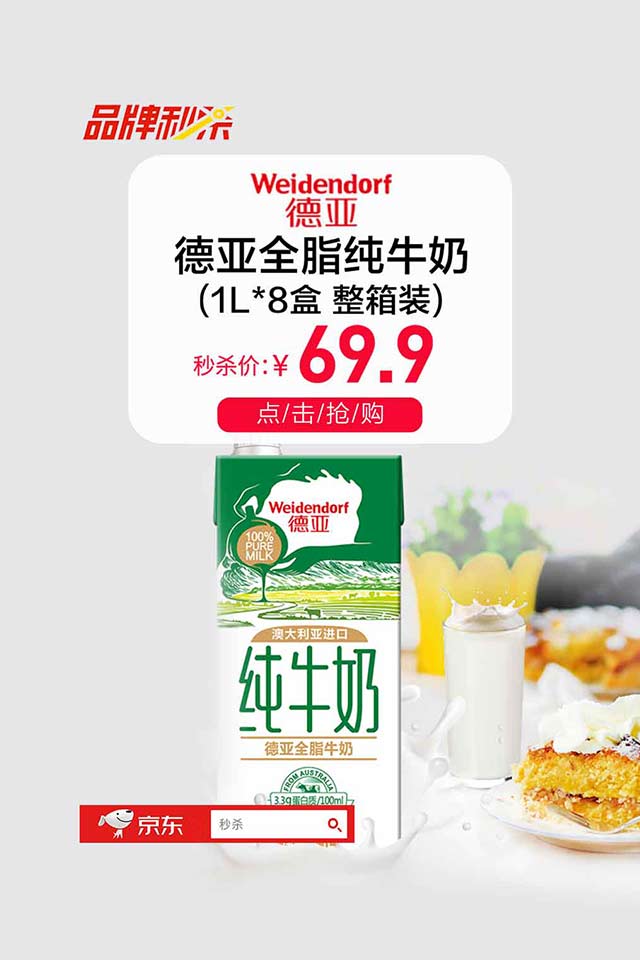 品牌秒杀
Weidendorf
德亚
德亚全脂纯牛奶
(1L*8盒 整箱装)
秒杀价:¥ 69.9
点/击/抢/购
Weidendorf
德亚
100%
PURE
MILK
澳大利亚进口
纯牛奶
德亚全脂牛奶
FROM AUSTRALIA
3.3g蛋白质/100ml
京东
秒杀